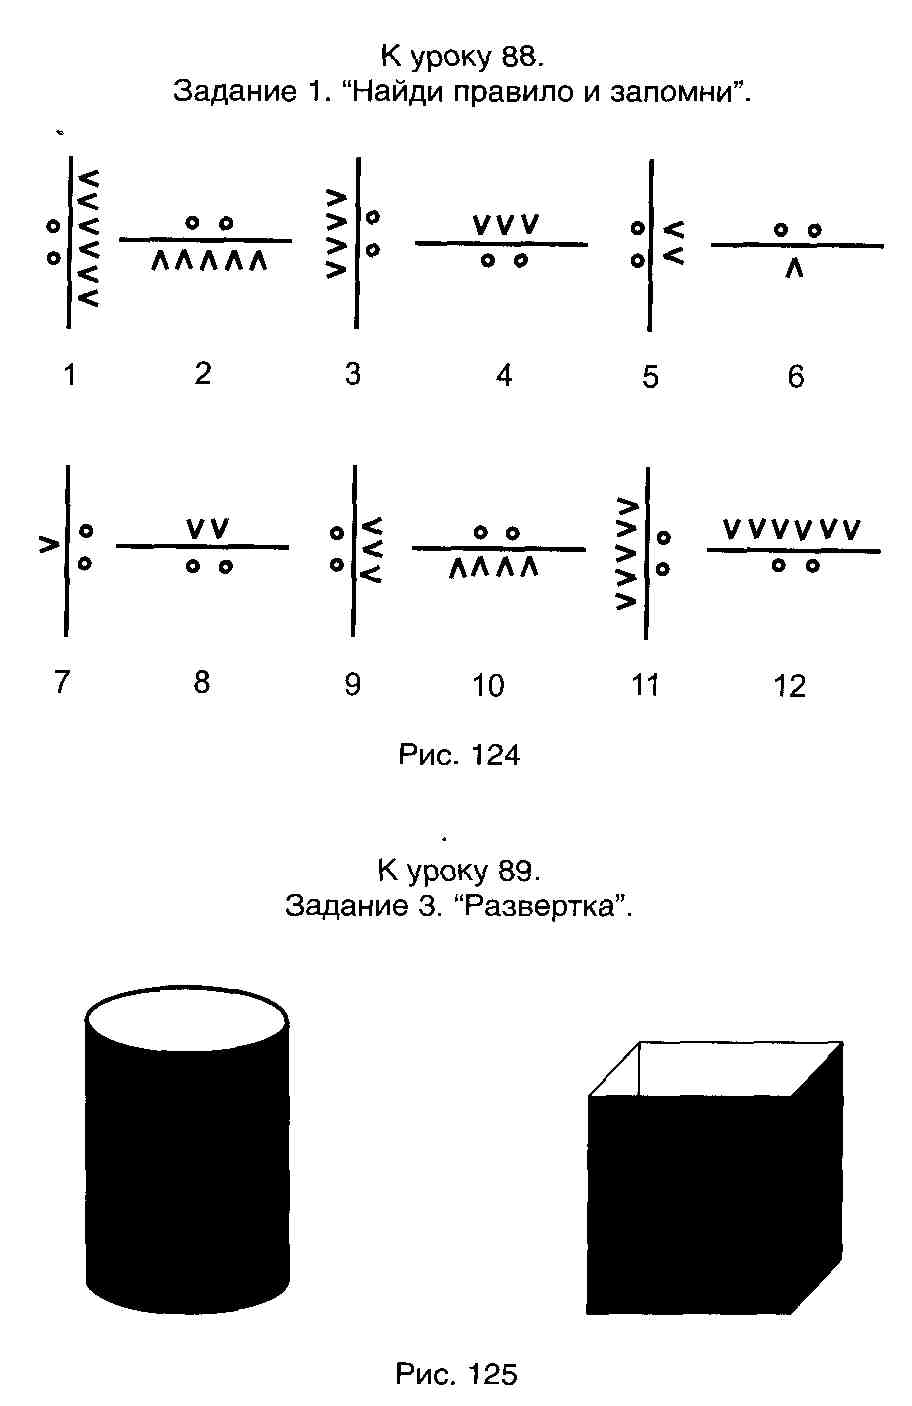 К уроку 88.
Задание 1. “Найди правило и запомни”.
1 2 3 4 5 6
7 8 9 10 11 12
Рис. 124
К уроку 89.
Задание 3. “Развертка”.
Рис. 125